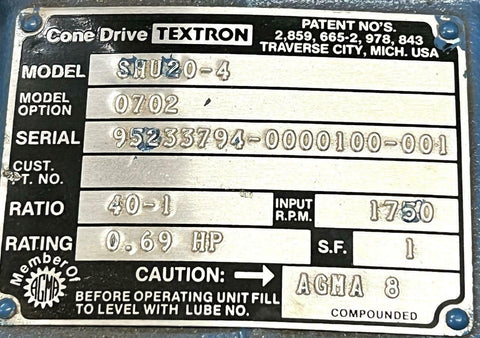 Cone Drive TEXTRON
PATENT NO'S.
2,859, 665-2, 978, 843
TRAVERSE CITY, MICH. USA
MODEL SHU20-4
MODEL OPTION 0702
SERIAL 95233794-0000100-001
CUST. PT. NO.
RATIO 40-1 INPUT R.P.M. 1750
RATING 0.69 HP S.F. 1
Member Of AGMA
CAUTION: → AGMA 8
BEFORE OPERATING UNIT FILL
TO LEVEL WITH LUBE NO. COMPOUNDED